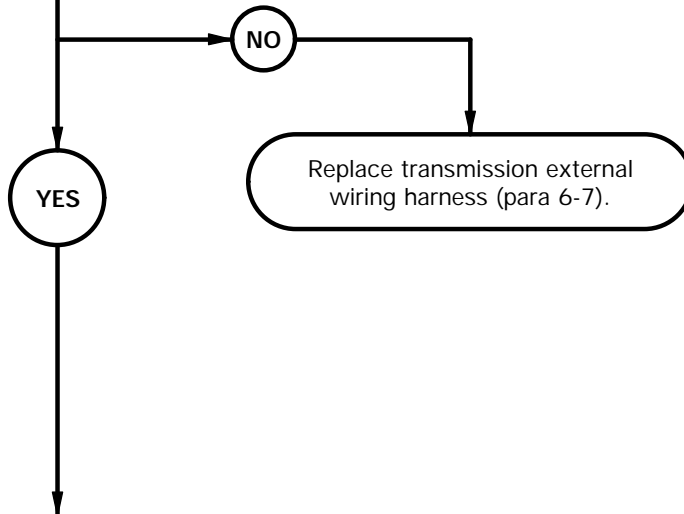 NO
Replace transmission external
wiring harness (para 6-7).
YES